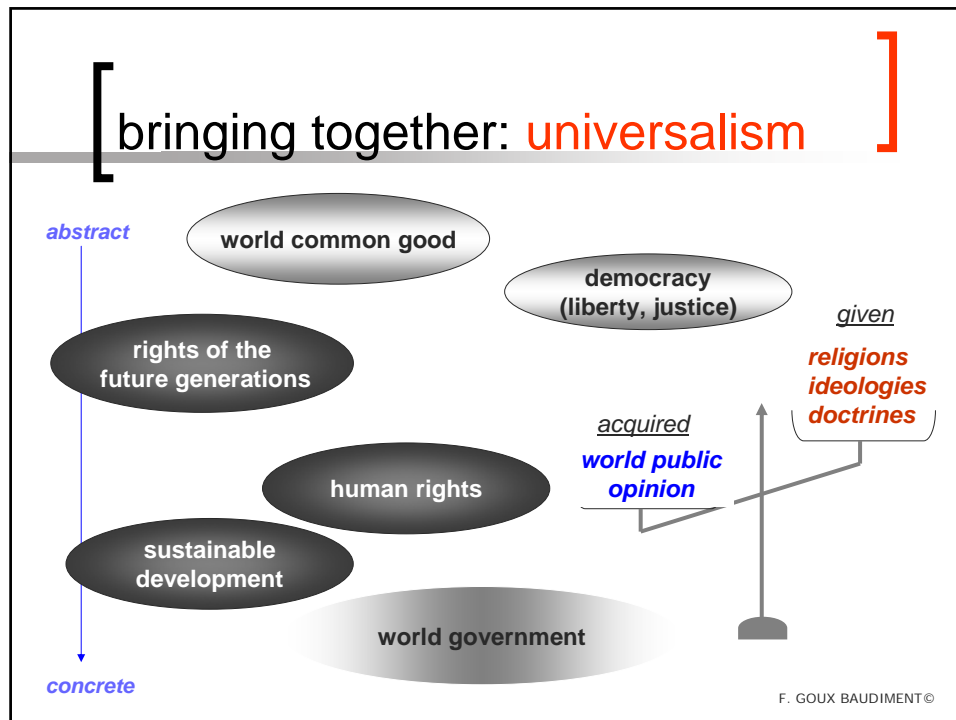 bringing together: universalism
abstract
world common good
democracy
(liberty, justice)
given
religions
ideologies
doctrines
rights of the
future generations
acquired
world public
opinion
human rights
sustainable
development
world government
concrete
F. GOUX BAUDIMENT©